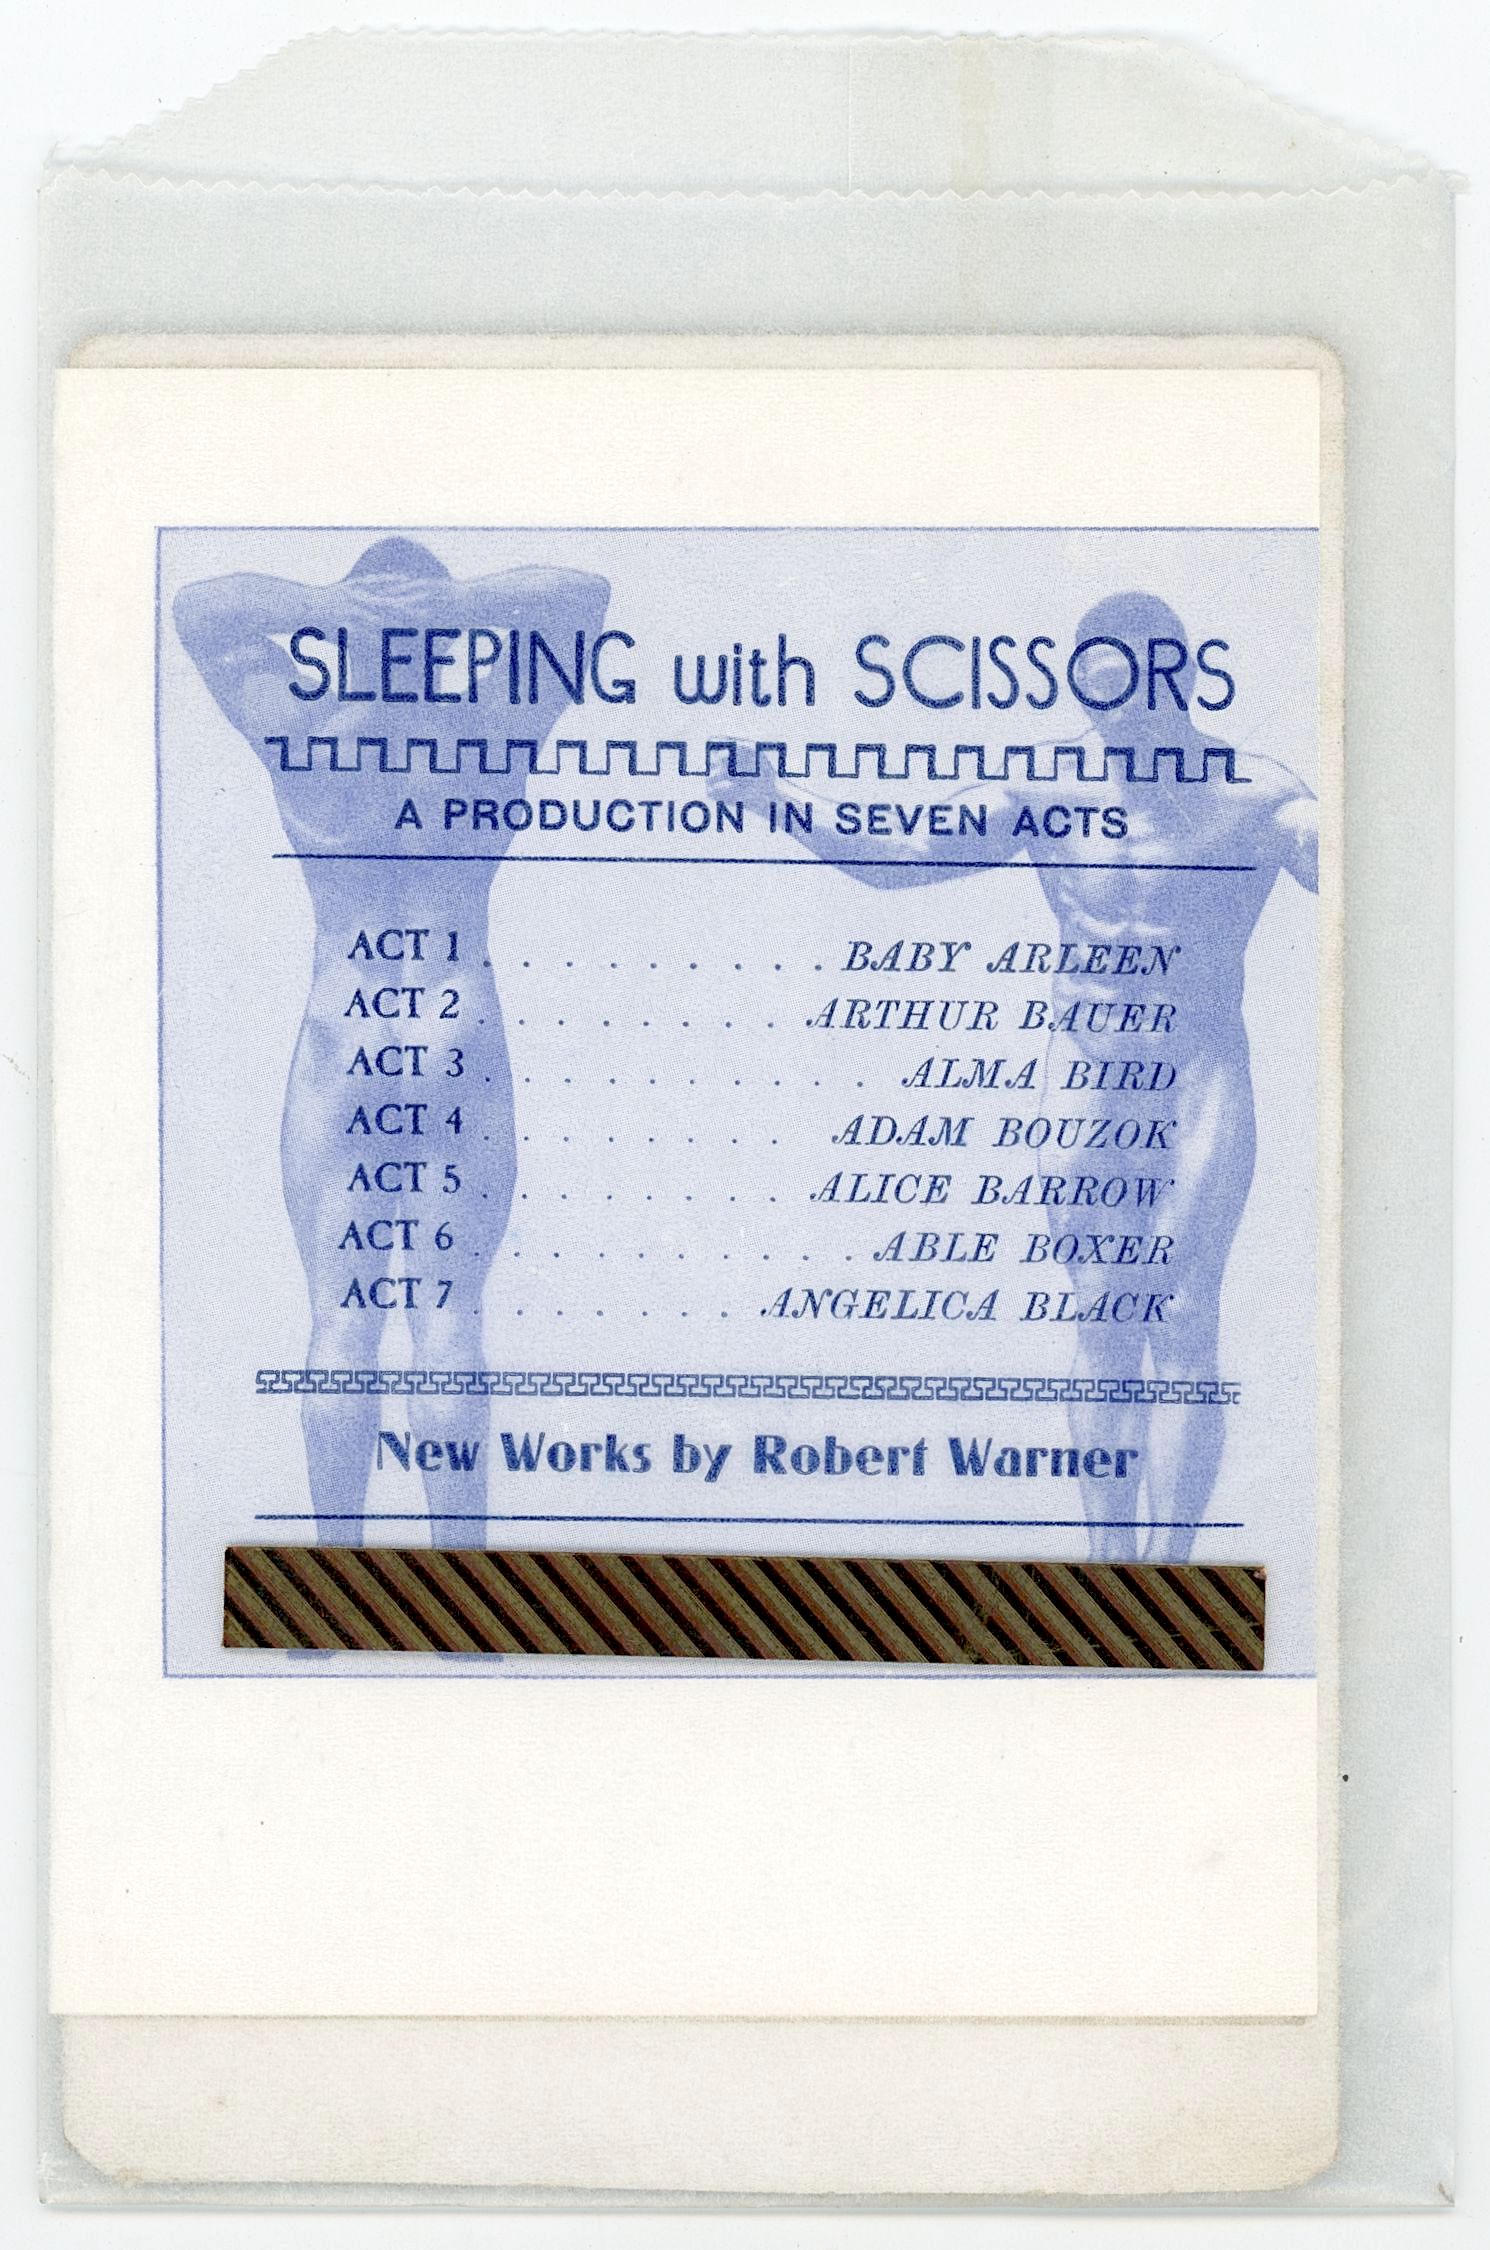 SLEEPING with SCISSORS
A PRODUCTION IN SEVEN ACTS
ACT 1 . . . . . . . . . BABY ARLEEN
ACT 2 . . . . . . . . ARTHUR BAUER
ACT 3 . . . . . . . . . . ALMA BIRD
ACT 4 . . . . . . . . ADAM BOUZOK
ACT 5 . . . . . . . . ALICE BARROW
ACT 6 . . . . . . . . . . ABLE BOXER
ACT 7 . . . . . . . ANGELICA BLACK
New Works by Robert Warner